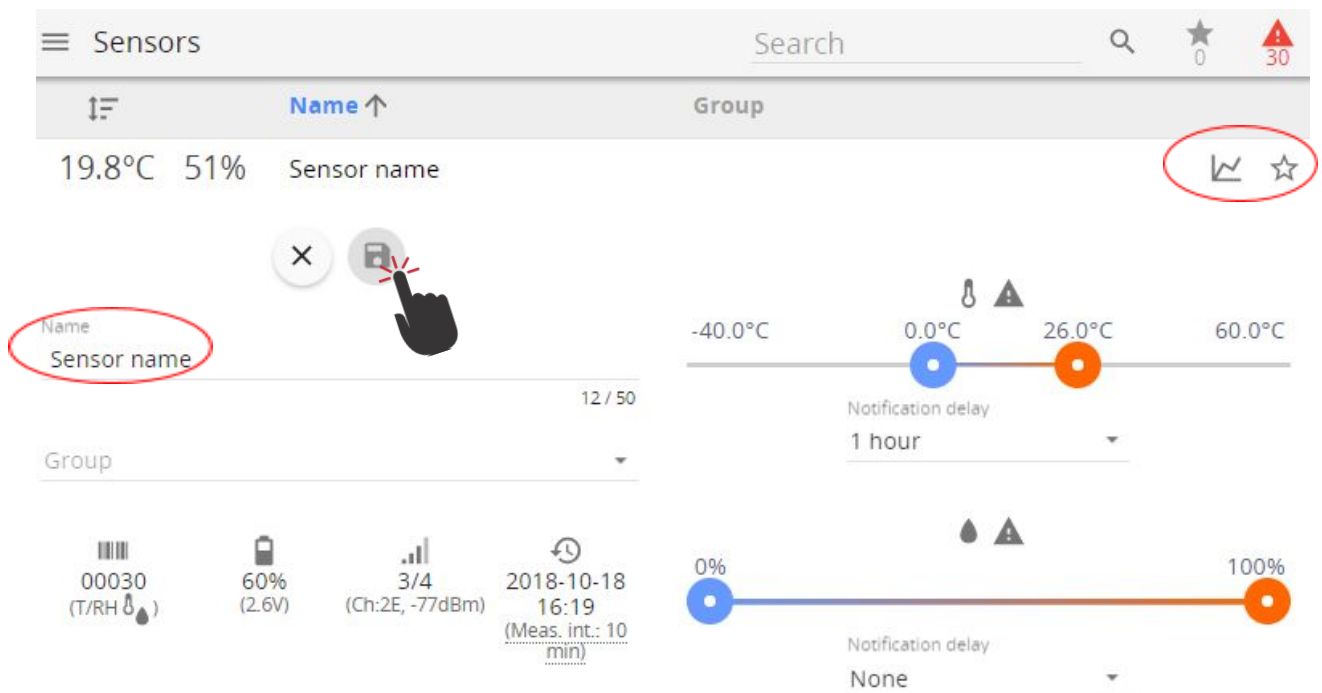 Sensors
Search
0
30
Name
Group
19.8°C 51% Sensor name
Name
Sensor name
12 / 50
Group
00030
(T/RH)
60%
(2.6V)
3/4
(Ch:2E, -77dBm)
2018-10-18
16:19
(Meas. int.: 10
min)
-40.0°C 0.0°C 26.0°C 60.0°C
Notification delay
1 hour
0% 100%
Notification delay
None